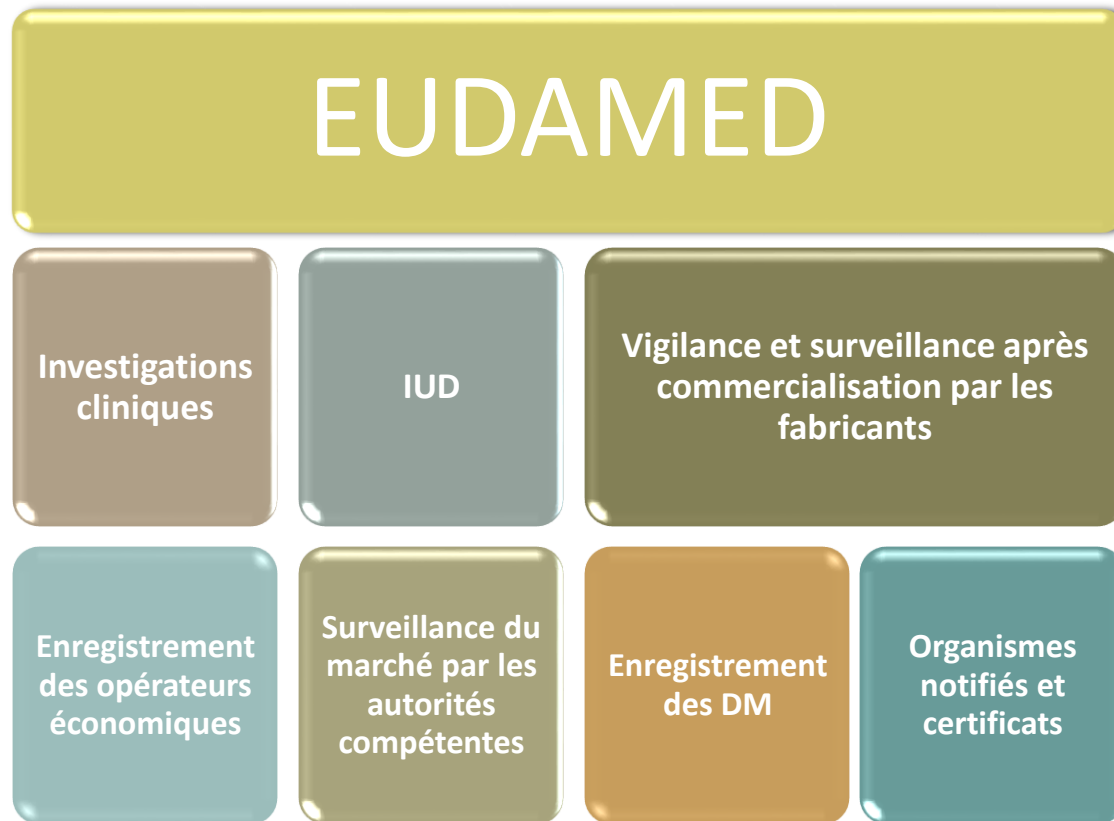 EUDAMED
Investigations
cliniques
IUD
Vigilance et surveillance après
commercialisation par les
fabricants
Enregistrement
des opérateurs
économiques
Surveillance du
marché par les
autorités
compétentes
Enregistrement
des DM
Organismes
notifiés et
certificats